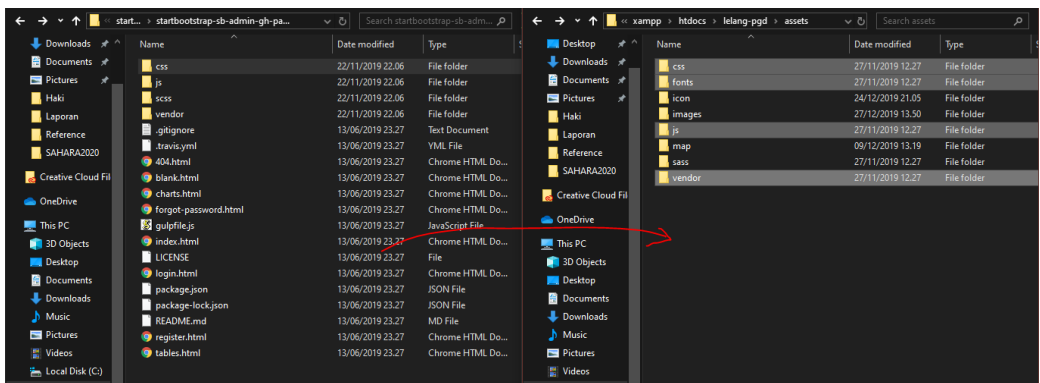 « start... › startbootstrap-sb-admin-gh-pa...
Search startbootstrap-sb-adm...
Downloads
Documents
Pictures
Haki
Laporan
Reference
SAHARA2020
Creative Cloud Fil
OneDrive
This PC
3D Objects
Desktop
Documents
Downloads
Music
Pictures
Videos
Local Disk (C:)
Name Date modified Type
css 22/11/2019 22.06 File folder
js 22/11/2019 22.06 File folder
scss 22/11/2019 22.06 File folder
vendor 22/11/2019 22.06 File folder
.gitignore 13/06/2019 23.27 Text Document
.travis.yml 13/06/2019 23.27 YML File
404.html 13/06/2019 23.27 Chrome HTML Do...
blank.html 13/06/2019 23.27 Chrome HTML Do...
charts.html 13/06/2019 23.27 Chrome HTML Do...
forgot-password.html 13/06/2019 23.27 Chrome HTML Do...
gulpfile.js 13/06/2019 23.27 JavaScript File
index.html 13/06/2019 23.27 Chrome HTML Do...
LICENSE 13/06/2019 23.27 File
login.html 13/06/2019 23.27 Chrome HTML Do...
package.json 13/06/2019 23.27 JSON File
package-lock.json 13/06/2019 23.27 JSON File
README.md 13/06/2019 23.27 MD File
register.html 13/06/2019 23.27 Chrome HTML Do...
tables.html 13/06/2019 23.27 Chrome HTML Do...
« xampp › htdocs › lelang-pgd › assets
Search assets
Desktop
Downloads
Documents
Pictures
Haki
Laporan
Reference
SAHARA2020
Creative Cloud Fil
OneDrive
This PC
3D Objects
Desktop
Documents
Downloads
Music
Pictures
Videos
Name Date modified Type
css 27/11/2019 12.27 File folder
fonts 27/11/2019 12.27 File folder
icon 24/12/2019 21.05 File folder
images 27/12/2019 13.50 File folder
js 27/11/2019 12.27 File folder
map 09/12/2019 13.19 File folder
sass 27/11/2019 12.27 File folder
vendor 27/11/2019 12.27 File folder